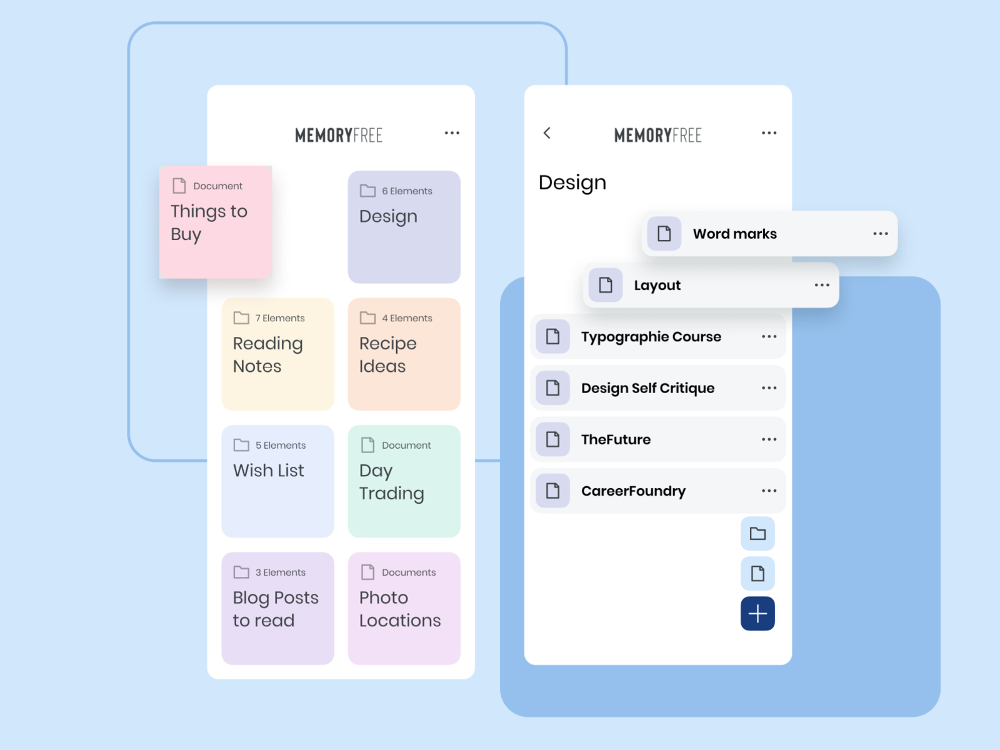 MEMORYFREE
Document
Things to
Buy
6 Elements
Design
7 Elements
Reading
Notes
4 Elements
Recipe
Ideas
5 Elements
Wish List
Document
Day
Trading
3 Elements
Blog Posts
to read
Documents
Photo
Locations
MEMORYFREE
Design
Word marks
Layout
Typographie Course
Design Self Critique
TheFuture
CareerFoundry